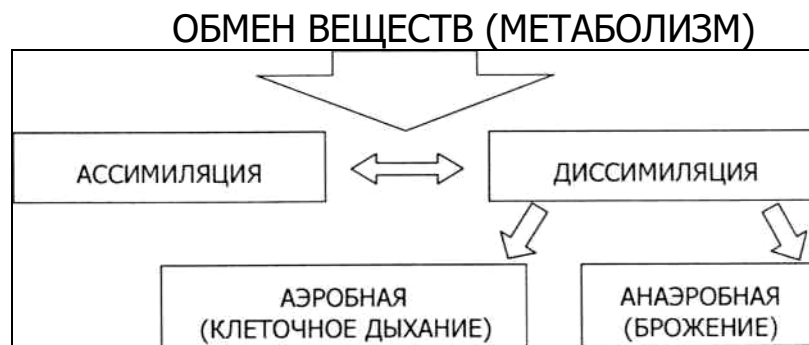 ОБМЕН ВЕЩЕСТВ (МЕТАБОЛИЗМ)
АССИМИЛЯЦИЯ
ДИССИМИЛЯЦИЯ
АЭРОБНАЯ
(КЛЕТОЧНОЕ ДЫХАНИЕ)
АНАЭРОБНАЯ
(БРОЖЕНИЕ)